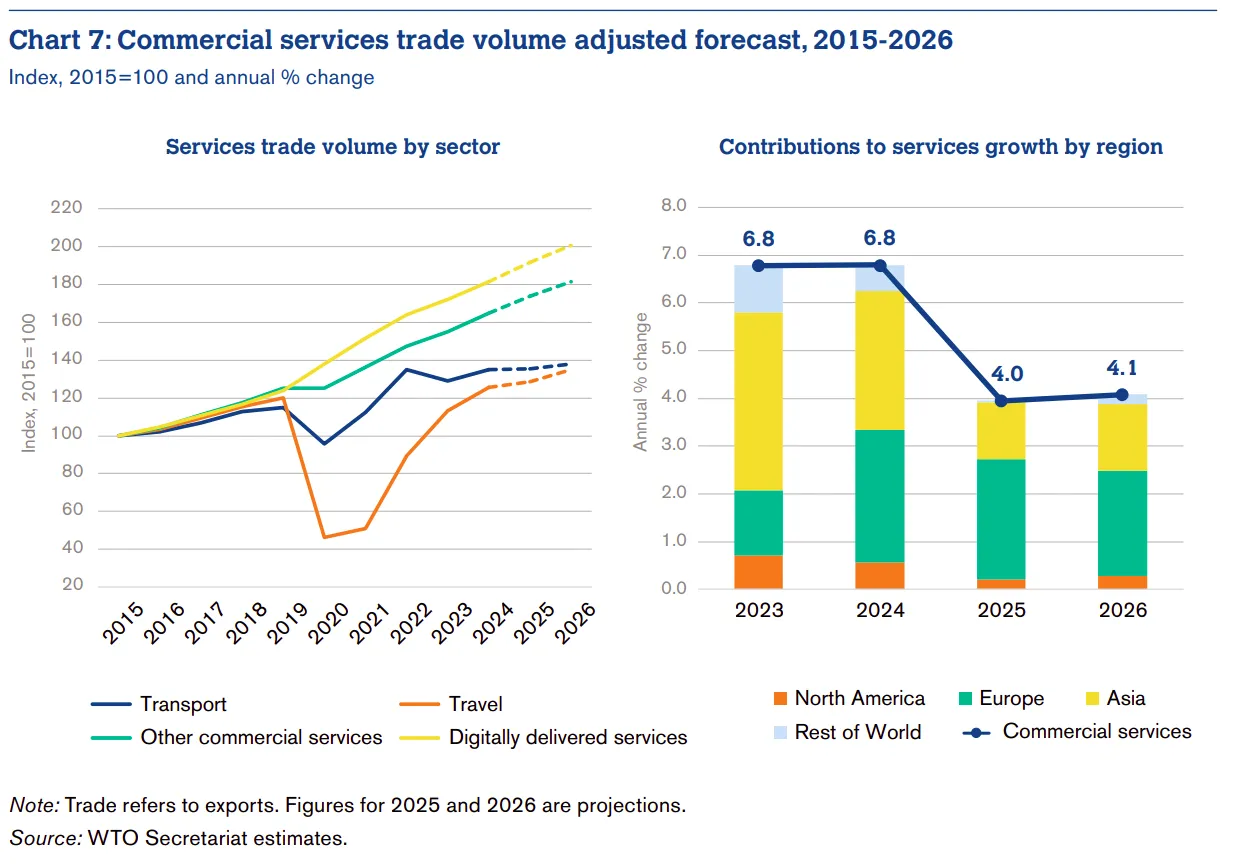 Chart 7: Commercial services trade volume adjusted forecast, 2015-2026
Index, 2015=100 and annual % change
Services trade volume by sector
220
200
180
160
140
120
100
80
60
40
20
Index, 2015=100
2015
2016
2017
2018
2019
2020
2021
2022
2023
2024
2025
2026
Transport
Travel
Other commercial services
Digitally delivered services
Contributions to services growth by region
8.0
7.0
6.0
5.0
4.0
3.0
2.0
1.0
0.0
Annual % change
6.8
6.8
4.0
4.1
2023
2024
2025
2026
North America
Europe
Asia
Rest of World
Commercial services
Note: Trade refers to exports. Figures for 2025 and 2026 are projections.
Source: WTO Secretariat estimates.